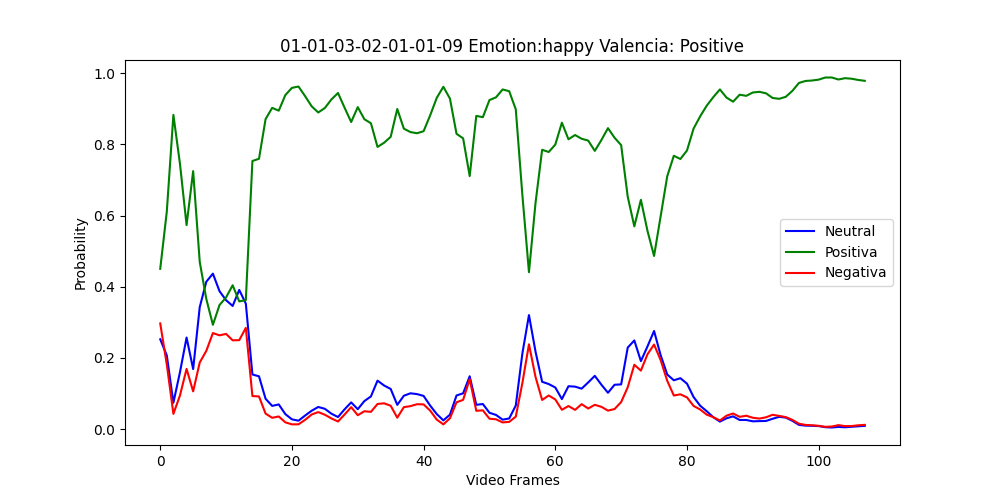 01-01-03-02-01-01-09 Emotion:happy Valencia: Positive
1.0
0.8
0.6
0.4
0.2
0.0
Probability
Neutral
Positiva
Negativa
0 20 40 60 80 100
Video Frames